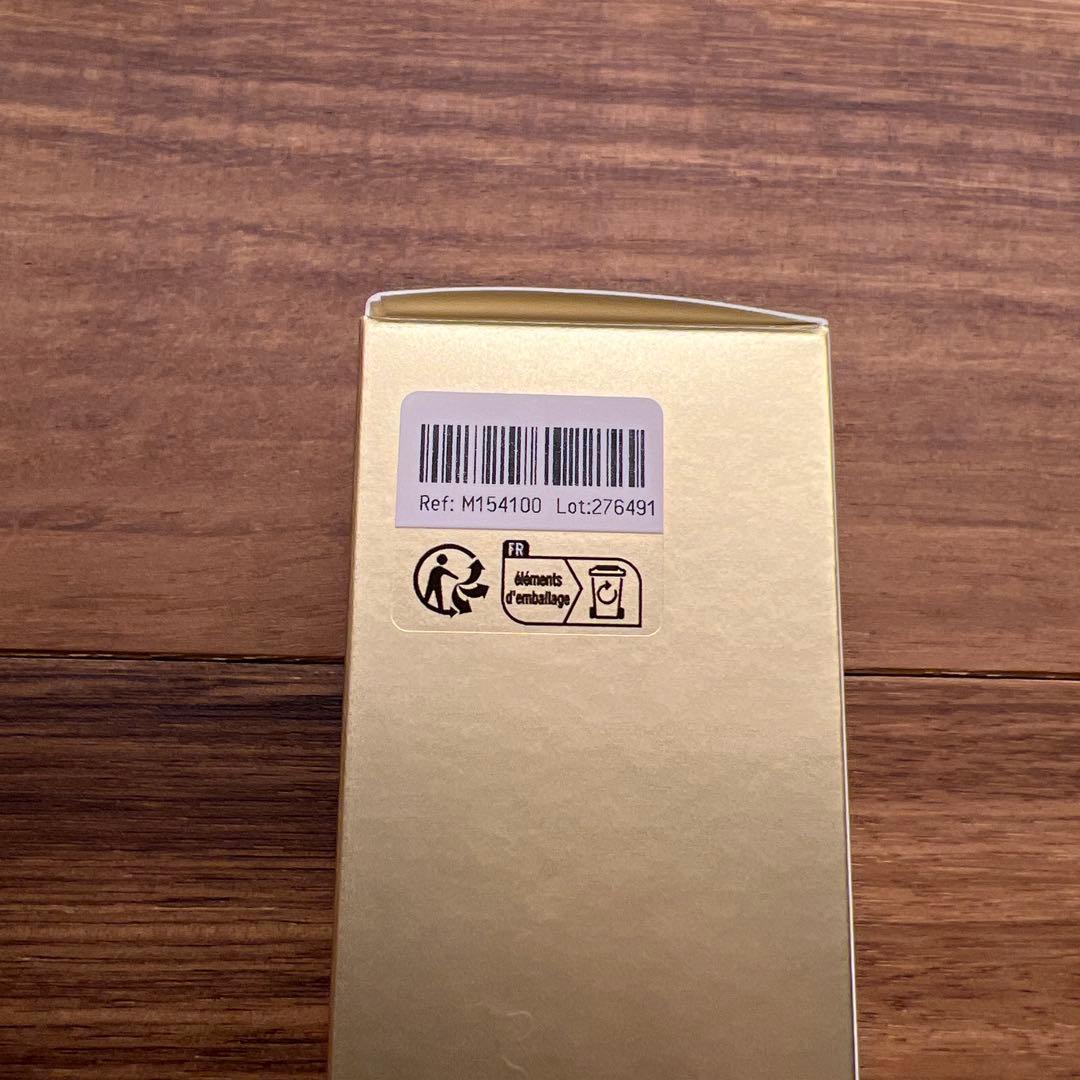 Ref: M154100 Lot:276491
FR
éléments
d'emballage